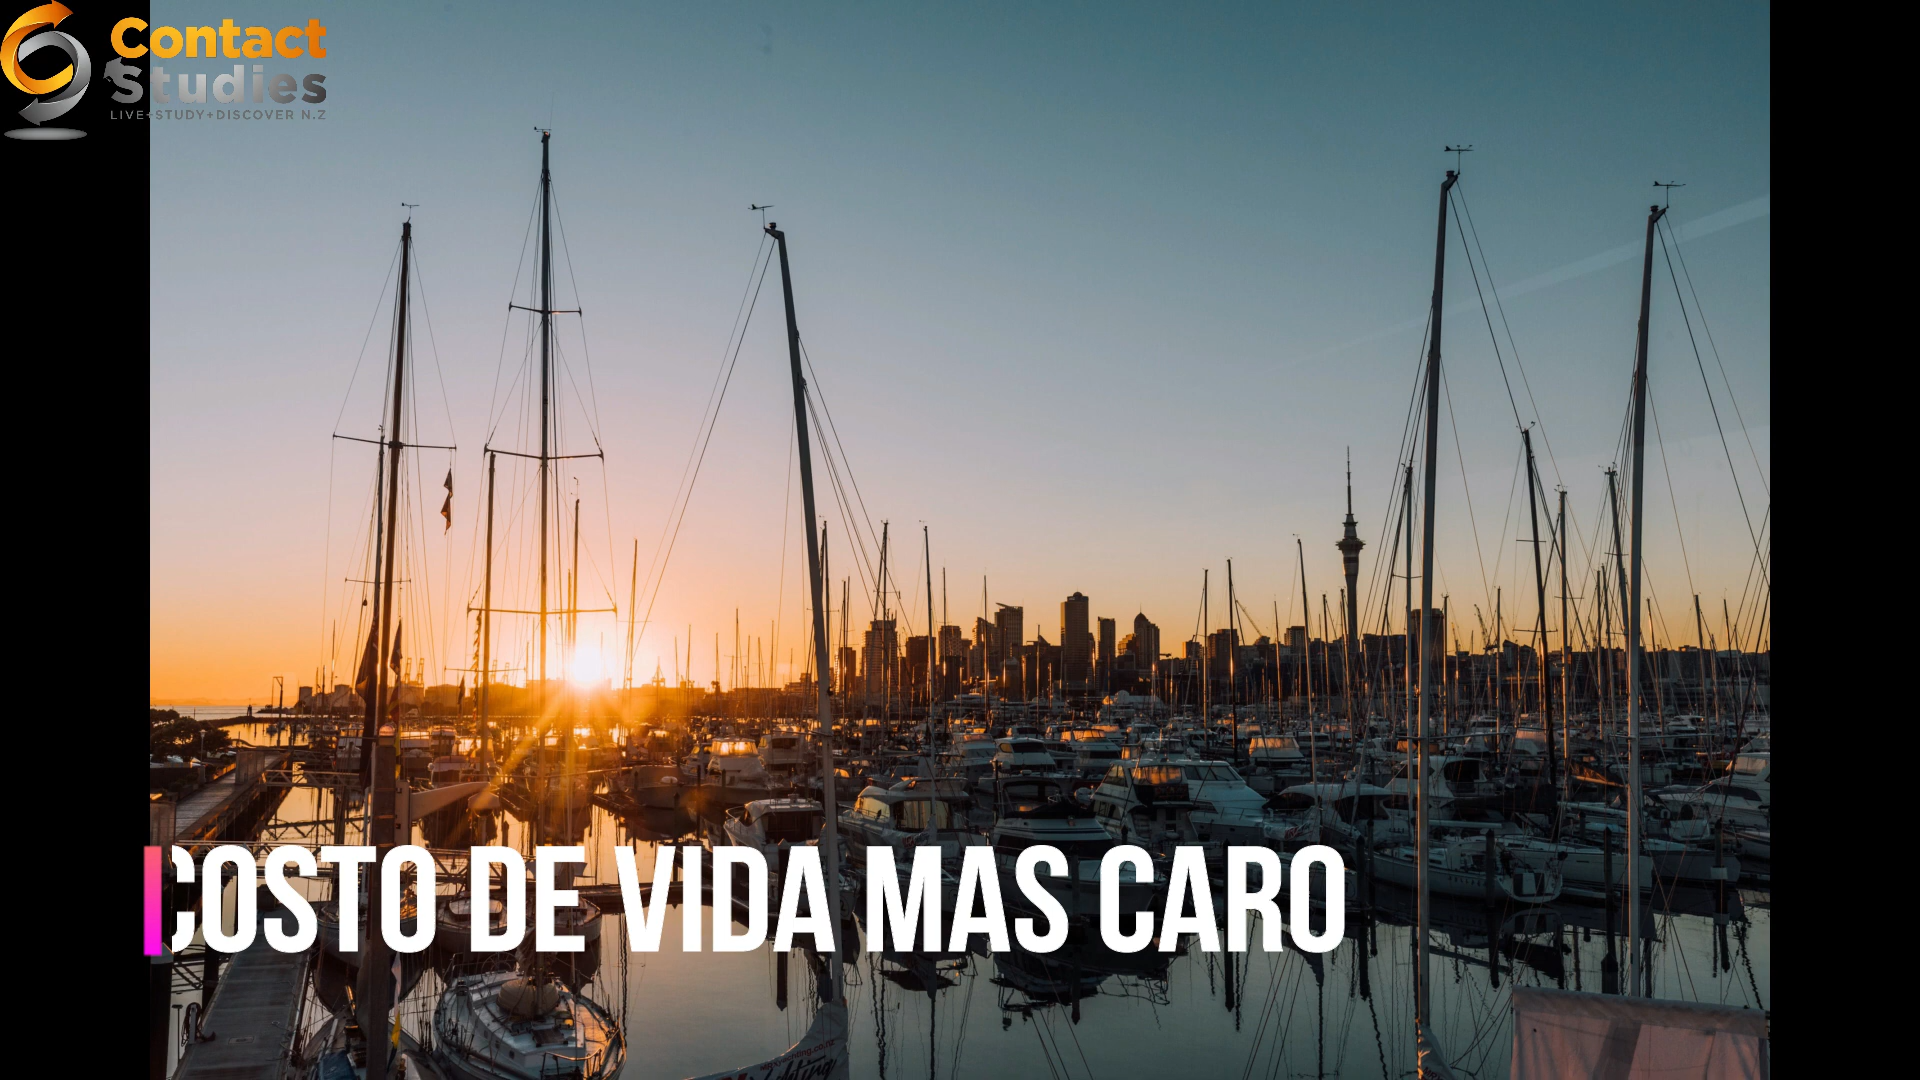 Contact
Studies
LIVE+STUDY+DISCOVER N.Z
COSTO DE VIDA MAS CARO